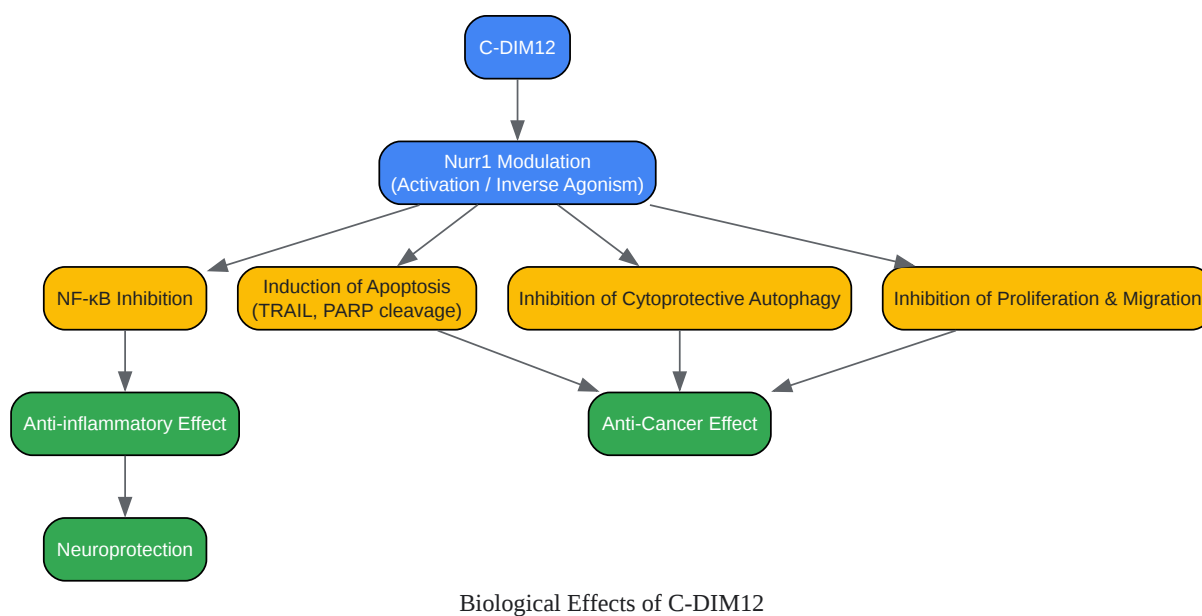 C-DIM12
Nurr1 Modulation
(Activation / Inverse Agonism)
NF-κB Inhibition
Induction of Apoptosis
(TRAIL, PARP cleavage)
Inhibition of Cytoprotective Autophagy
Inhibition of Proliferation & Migration
Anti-inflammatory Effect
Anti-Cancer Effect
Neuroprotection
Biological Effects of C-DIM12